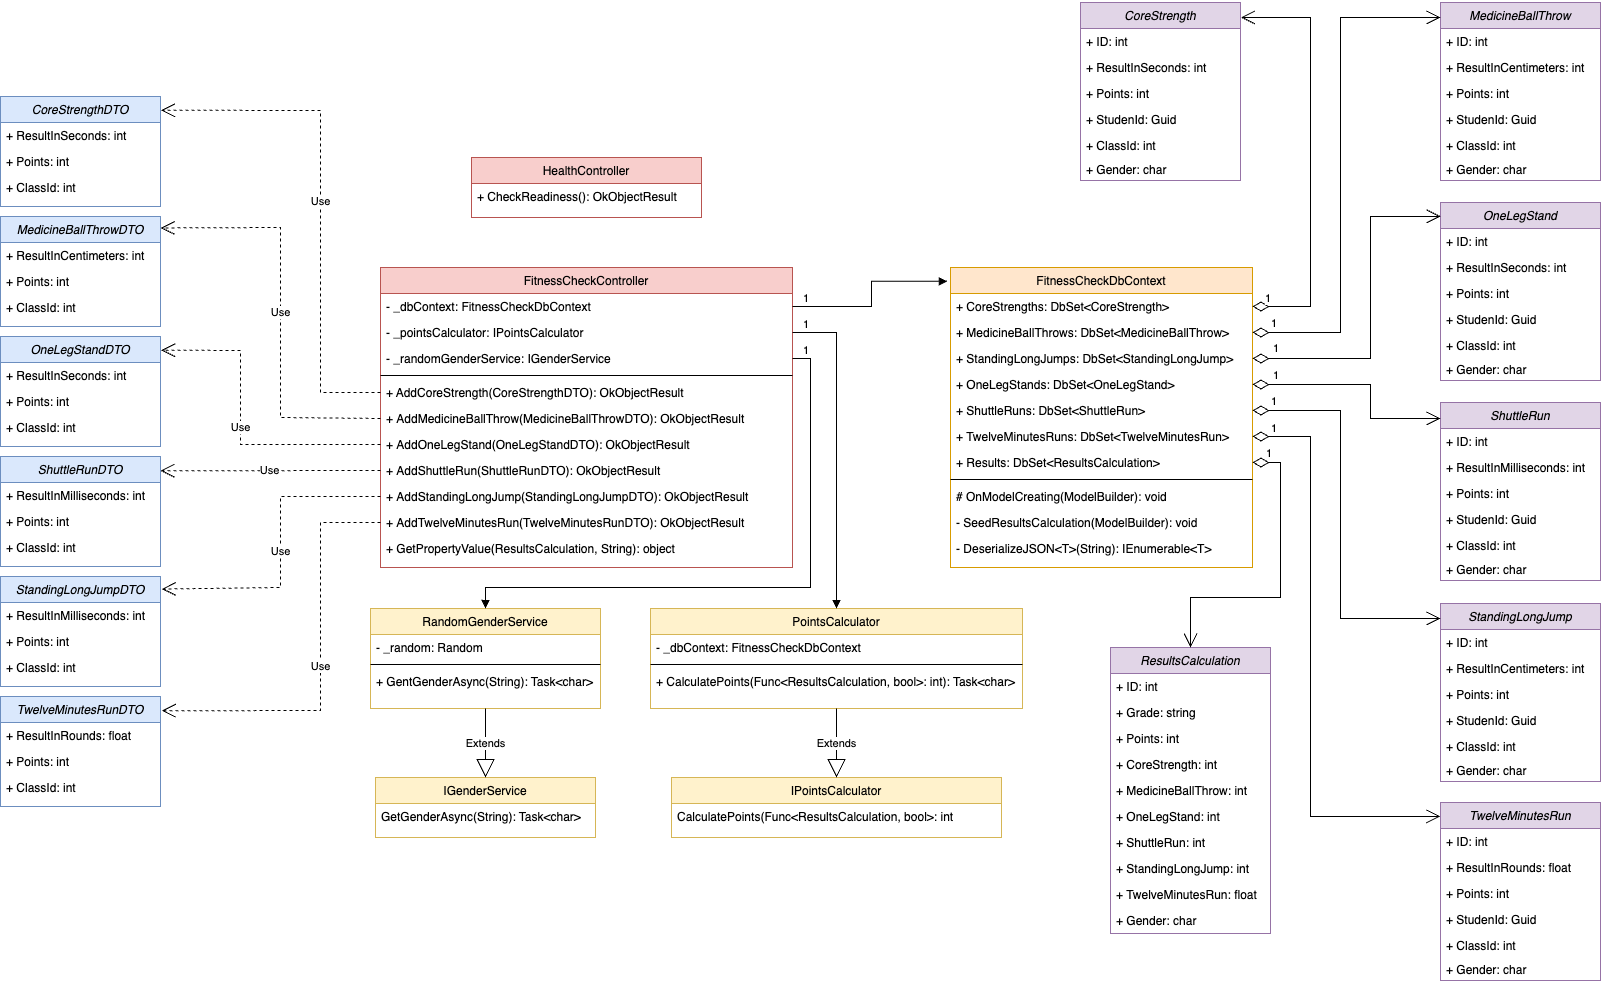 CoreStrengthDTO
+ ResultInSeconds: int
+ Points: int
+ ClassId: int
MedicineBallThrowDTO
+ ResultInCentimeters: int
+ Points: int
+ ClassId: int
OneLegStandDTO
+ ResultInSeconds: int
+ Points: int
+ ClassId: int
ShuttleRunDTO
+ ResultInMilliseconds: int
+ Points: int
+ ClassId: int
StandingLongJumpDTO
+ ResultInMilliseconds: int
+ Points: int
+ ClassId: int
TwelveMinutesRunDTO
+ ResultInRounds: float
+ Points: int
+ ClassId: int
Use
Use
Use
Use
Use
Use
HealthController
+ CheckReadiness(): OkObjectResult
FitnessCheckController
- _dbContext: FitnessCheckDbContext
- _pointsCalculator: IPointsCalculator
- _randomGenderService: IGenderService
+ AddCoreStrength(CoreStrengthDTO): OkObjectResult
+ AddMedicineBallThrow(MedicineBallThrowDTO): OkObjectResult
+ AddOneLegStand(OneLegStandDTO): OkObjectResult
+ AddShuttleRun(ShuttleRunDTO): OkObjectResult
+ AddStandingLongJump(StandingLongJumpDTO): OkObjectResult
+ AddTwelveMinutesRun(TwelveMinutesRunDTO): OkObjectResult
+ GetPropertyValue(ResultsCalculation, String): object
1
1
1
RandomGenderService
- _random: Random
+ GentGenderAsync(String): Task<char>
Extends
IGenderService
GetGenderAsync(String): Task<char>
PointsCalculator
- _dbContext: FitnessCheckDbContext
+ CalculatePoints(Func<ResultsCalculation, bool>: int): Task<char>
Extends
IPointsCalculator
CalculatePoints(Func<ResultsCalculation, bool>: int
FitnessCheckDbContext
+ CoreStrengths: DbSet<CoreStrength>
+ MedicineBallThrows: DbSet<MedicineBallThrow>
+ StandingLongJumps: DbSet<StandingLongJump>
+ OneLegStands: DbSet<OneLegStand>
+ ShuttleRuns: DbSet<ShuttleRun>
+ TwelveMinutesRuns: DbSet<TwelveMinutesRun>
+ Results: DbSet<ResultsCalculation>
# OnModelCreating(ModelBuilder): void
- SeedResultsCalculation(ModelBuilder): void
- DeserializeJSON<T>(String): IEnumerable<T>
1
1
1
1
1
1
1
CoreStrength
+ ID: int
+ ResultInSeconds: int
+ Points: int
+ StudenId: Guid
+ ClassId: int
+ Gender: char
ResultsCalculation
+ ID: int
+ Grade: string
+ Points: int
+ CoreStrength: int
+ MedicineBallThrow: int
+ OneLegStand: int
+ ShuttleRun: int
+ StandingLongJump: int
+ TwelveMinutesRun: float
+ Gender: char
MedicineBallThrow
+ ID: int
+ ResultInCentimeters: int
+ Points: int
+ StudenId: Guid
+ ClassId: int
+ Gender: char
OneLegStand
+ ID: int
+ ResultInSeconds: int
+ Points: int
+ StudenId: Guid
+ ClassId: int
+ Gender: char
ShuttleRun
+ ID: int
+ ResultInMilliseconds: int
+ Points: int
+ StudenId: Guid
+ ClassId: int
+ Gender: char
StandingLongJump
+ ID: int
+ ResultInCentimeters: int
+ Points: int
+ StudenId: Guid
+ ClassId: int
+ Gender: char
TwelveMinutesRun
+ ID: int
+ ResultInRounds: float
+ Points: int
+ StudenId: Guid
+ ClassId: int
+ Gender: char